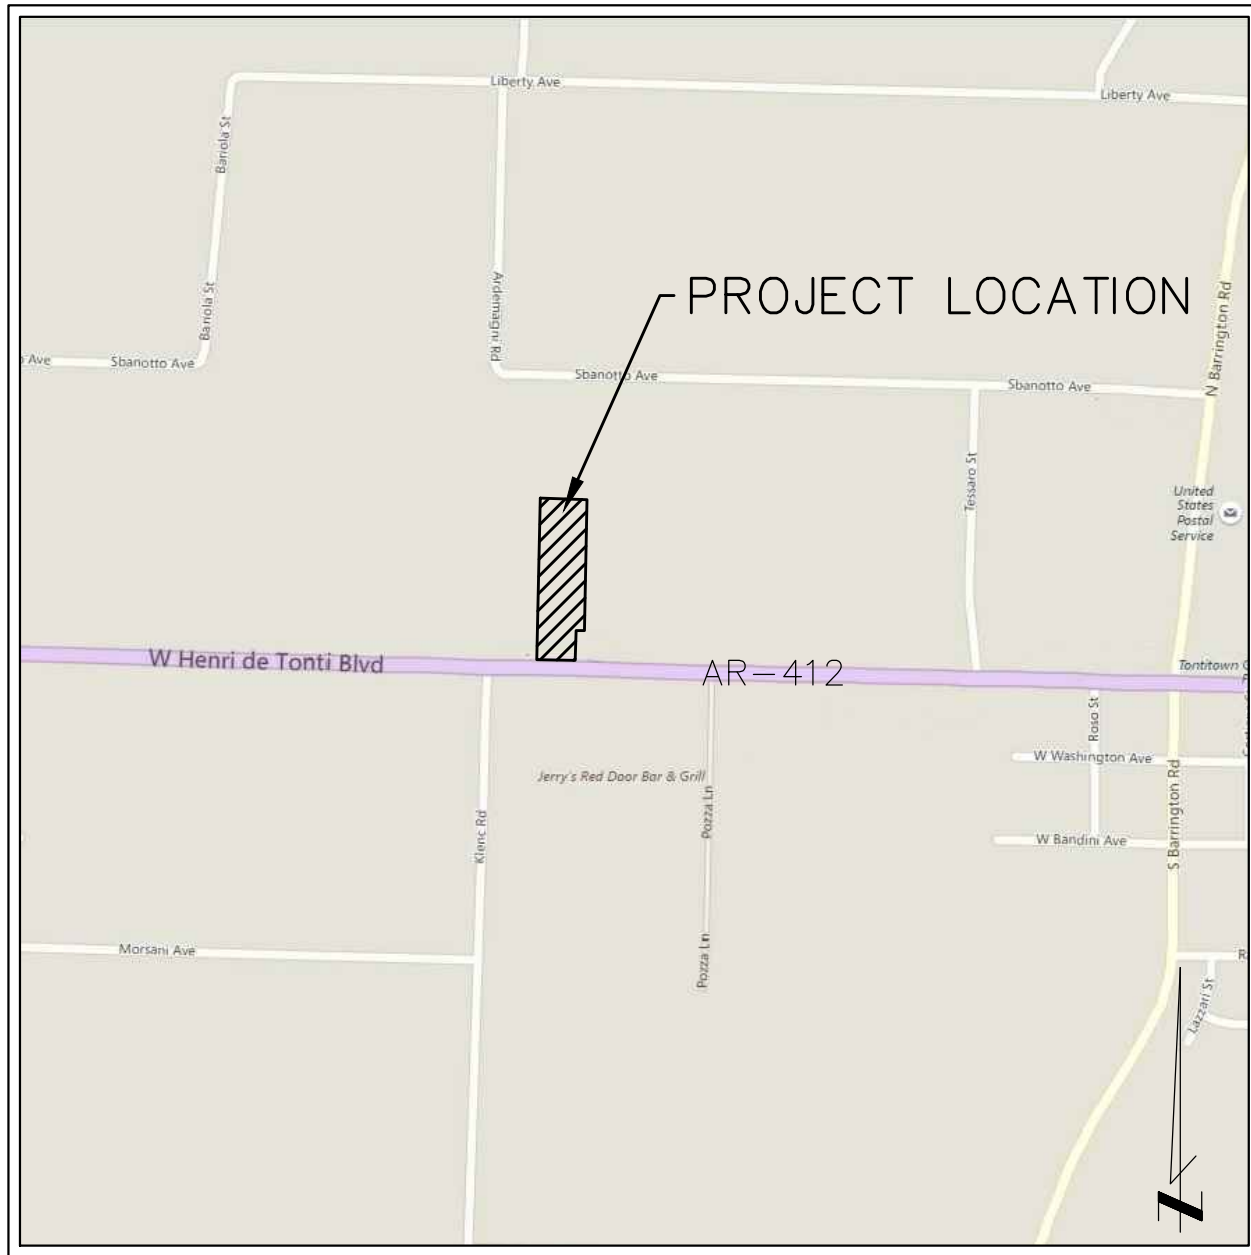 Liberty Ave
Liberty Ave
Bariola St
Bariola St
Ardemagni Rd
PROJECT LOCATION
N Barrington Rd
Ave
Sbanotto Ave
Sbanotto Ave
Sbanotto Ave
Tessaro St
United
States
Postal
Service
W Henri de Tonti Blvd
AR-412
Tontitown
Roso St
W Washington Ave
Jerry's Red Door Bar & Grill
Pozza Ln
Klenc Rd
S Barrington Rd
W Bandini Ave
Morsani Ave
Pozza Ln
Lazzari St